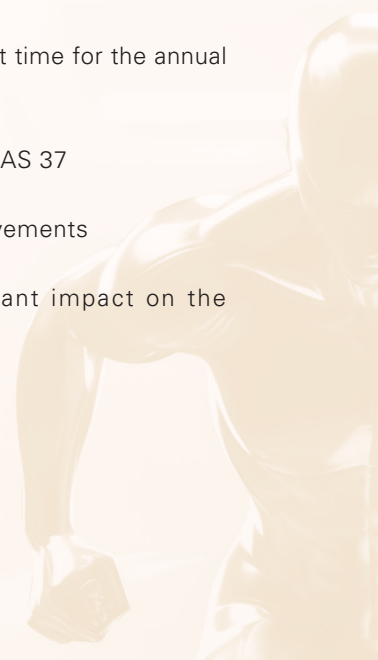 t time for the annual
AS 37
vements
ant impact on the